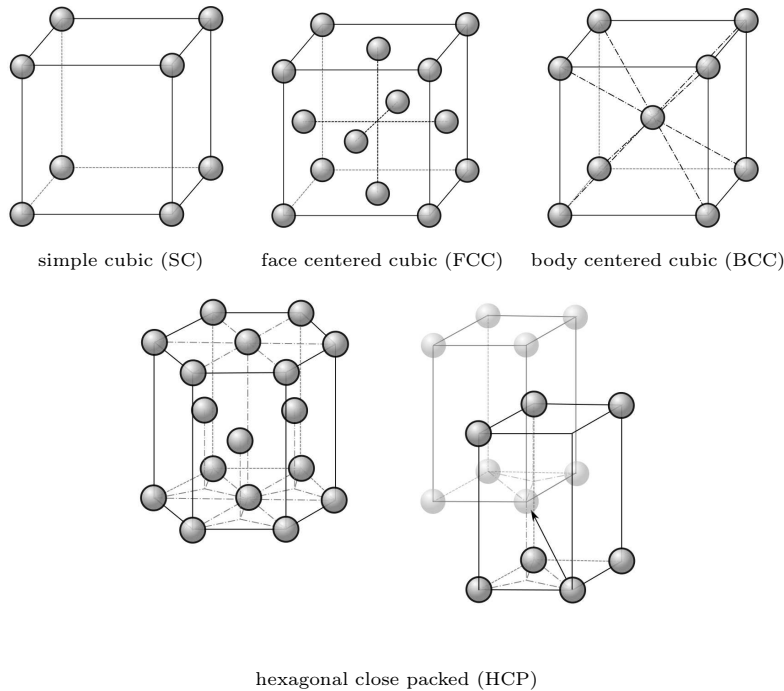 simple cubic (SC)
face centered cubic (FCC)
body centered cubic (BCC)
hexagonal close packed (HCP)